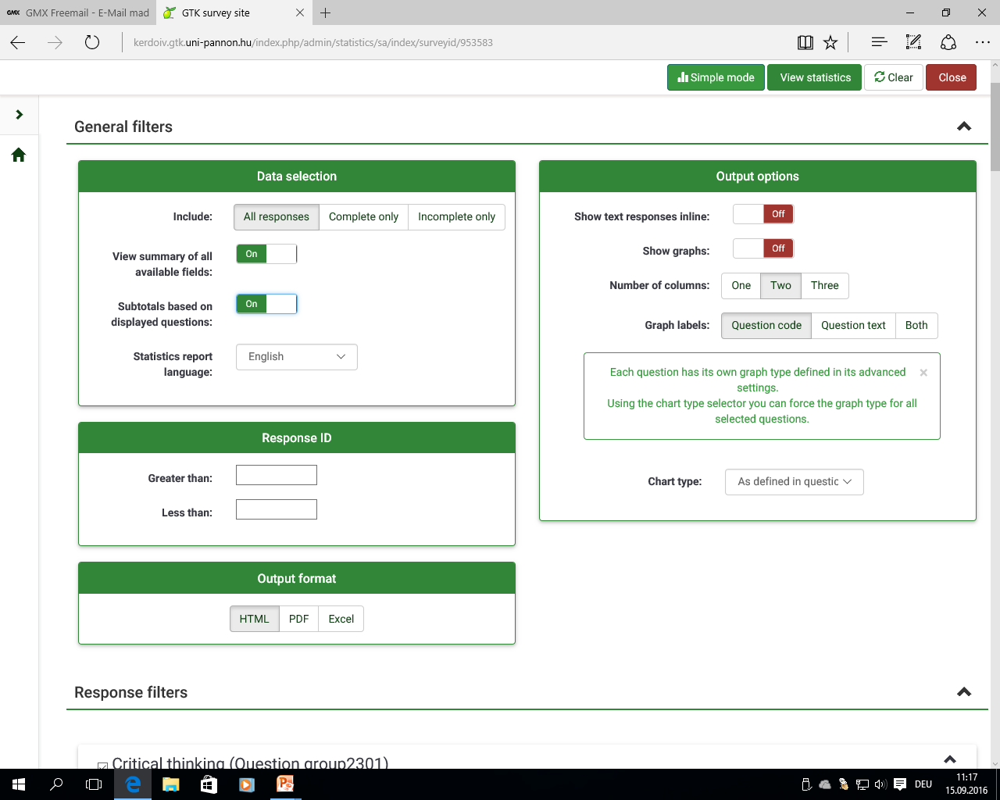 GMX GMX Freemail - E-Mail mad
GTK survey site
kerdoiv.gtk.uni-pannon.hu/index.php/admin/statistics/sa/index/surveyid/953583
Simple mode
View statistics
Clear
Close
General filters
Data selection
Include:
All responses
Complete only
Incomplete only
View summary of all
available fields:
On
Subtotals based on
displayed questions:
On
Statistics report
language:
English
Response ID
Greater than:
Less than:
Output format
HTML
PDF
Excel
Output options
Show text responses inline:
Off
Show graphs:
Off
Number of columns:
One
Two
Three
Graph labels:
Question code
Question text
Both
Each question has its own graph type defined in its advanced
settings.
Using the chart type selector you can force the graph type for all
selected questions.
Chart type:
As defined in questic
Response filters
Critical thinking (Question group2301)
DEU
11:17
15.09.2016